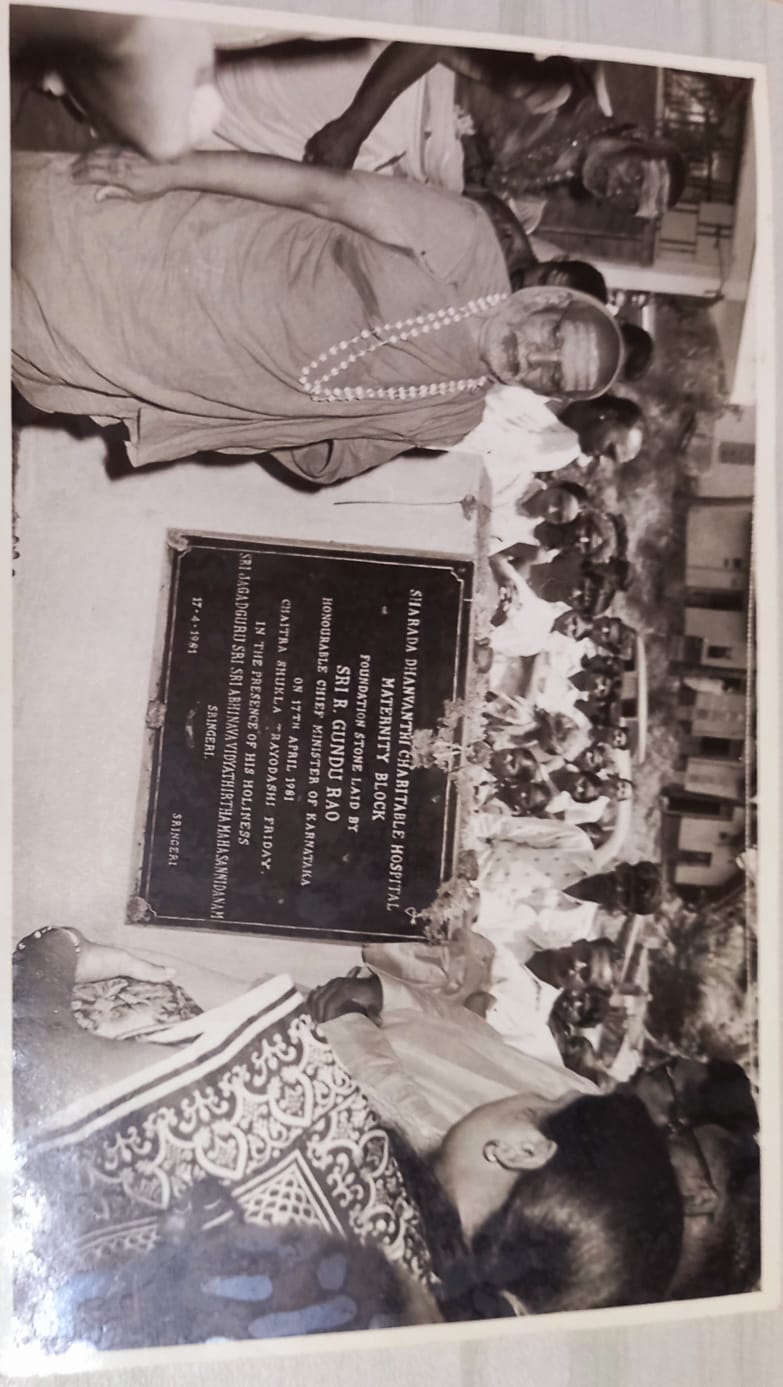 SHARADA DHANVANTHI CHARITABLE HOSPITAL
MATERNITY BLOCK
FOUNDATION STONE LAID BY
SRI R. GUNDU RAO
HONOURABLE CHIEF MINISTER OF KARNATAKA
ON 17TH APRIL 1981
CHAITRA SHUKLA TRAYODASHI FRIDAY.
IN THE PRESENCE OF HIS HOLINESS
SRI JAGADGURU SRI SRI ABHINAVA VIDYATHIRTHA MAHASANNIDANAM
SRINGERI.
17-4-1981
SRINGERI